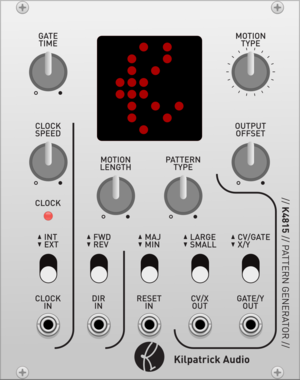 GATE
TIME
MOTION
TYPE
CLOCK
SPEED
OUTPUT
OFFSET
MOTION
LENGTH
PATTERN
TYPE
CLOCK
▲ INT
▼ EXT
▲ FWD
▼ REV
▲ MAJ
▼ MIN
▲ LARGE
▼ SMALL
▲ CV/GATE
▼ X/Y
CLOCK
IN
DIR
IN
RESET
IN
CV/X
OUT
GATE/Y
OUT
// K4815 // PATTERN GENERATOR //
K Kilpatrick Audio